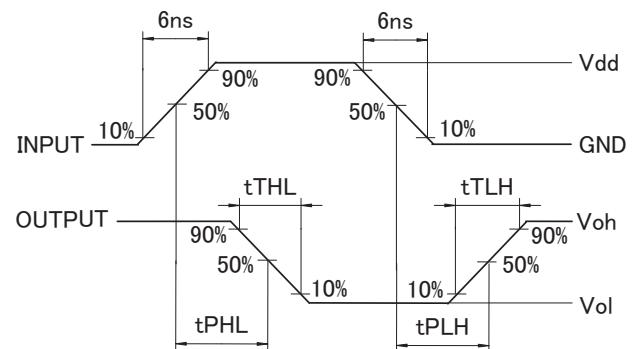 6ns 6ns
90% 90% Vdd
50% 50%
10% 10%
INPUT GND
tTHL tTLH
OUTPUT Voh
90% 90%
50% 50%
10% 10%
Vol
tPHL tPLH